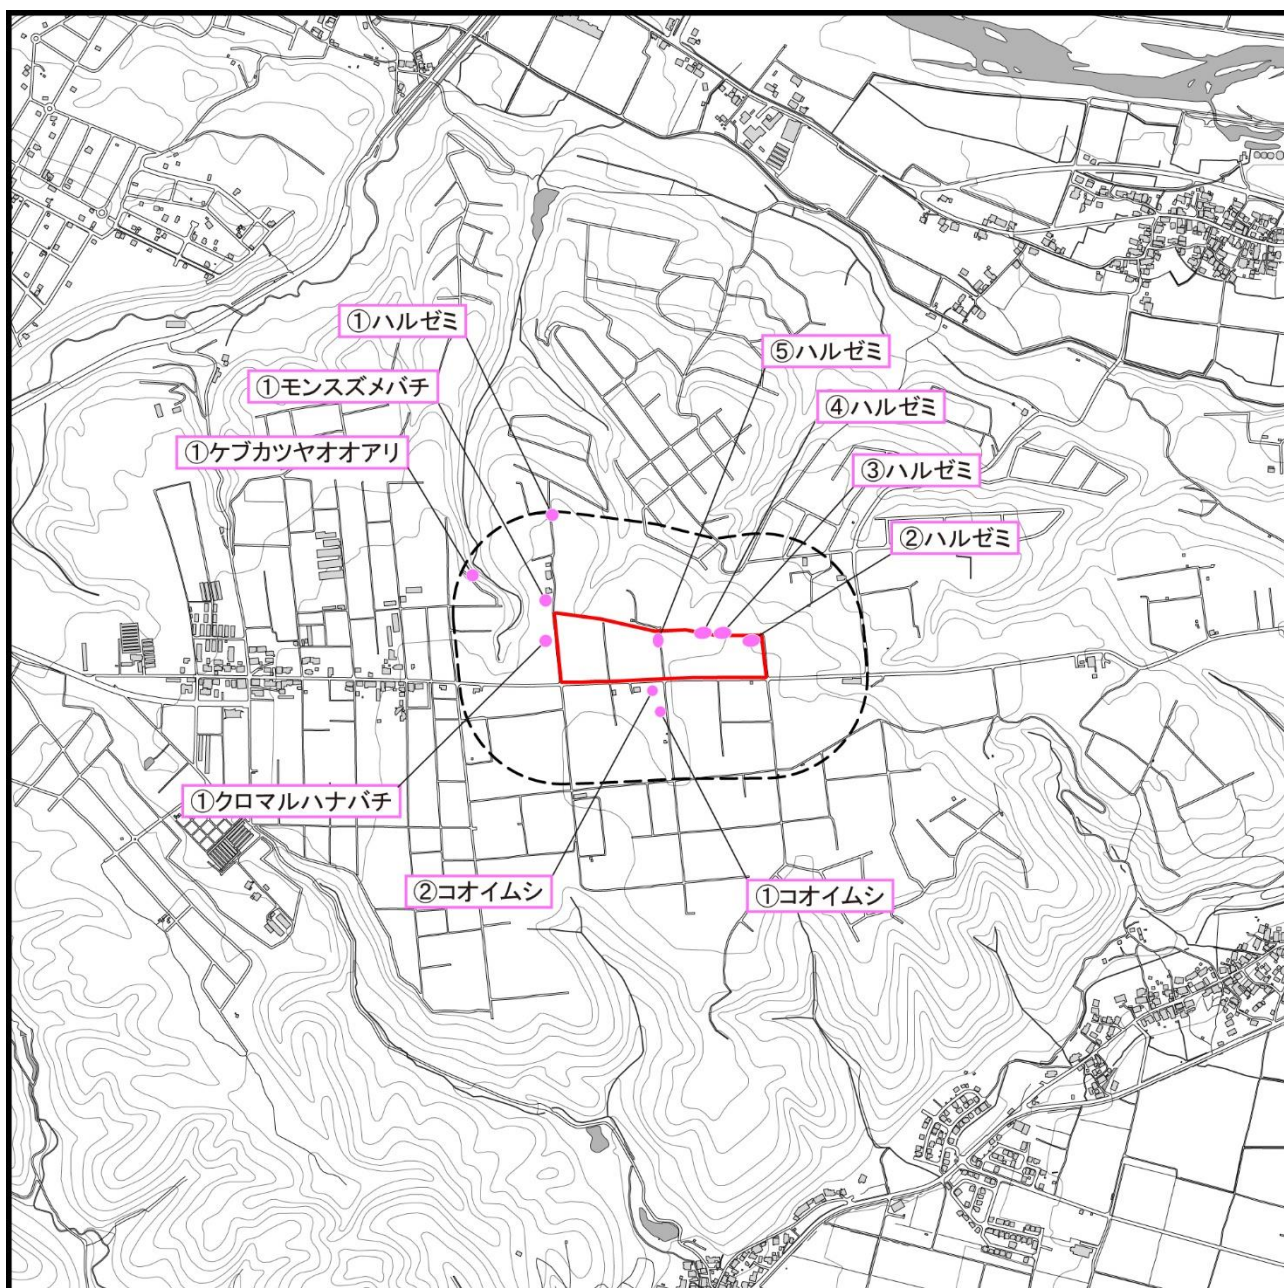 ①ハルゼミ
⑤ハルゼミ
①モンスズメバチ
④ハルゼミ
①ケブカツヤオオアリ
③ハルゼミ
②ハルゼミ
①クロマルハナバチ
②コオイムシ
①コオイムシ